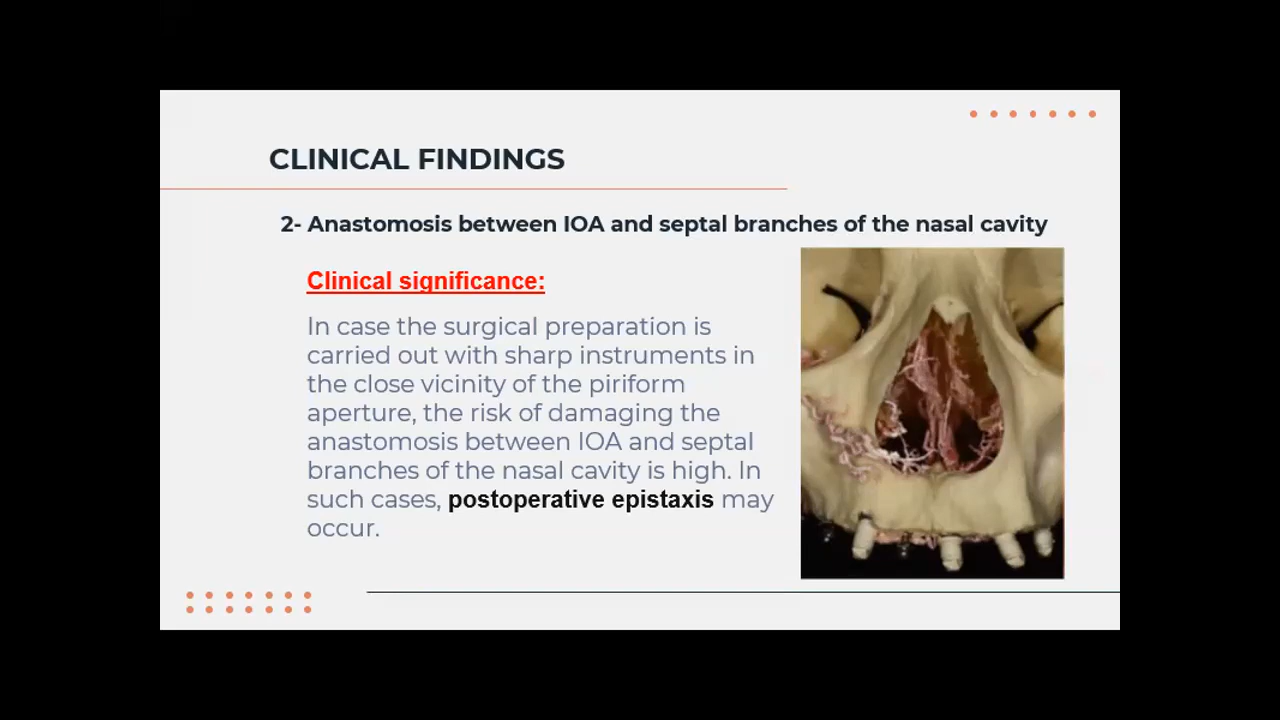 CLINICAL FINDINGS
2- Anastomosis between IOA and septal branches of the nasal cavity
Clinical significance:
In case the surgical preparation is
carried out with sharp instruments in
the close vicinity of the piriform
aperture, the risk of damaging the
anastomosis between IOA and septal
branches of the nasal cavity is high. In
such cases, postoperative epistaxis may
occur.